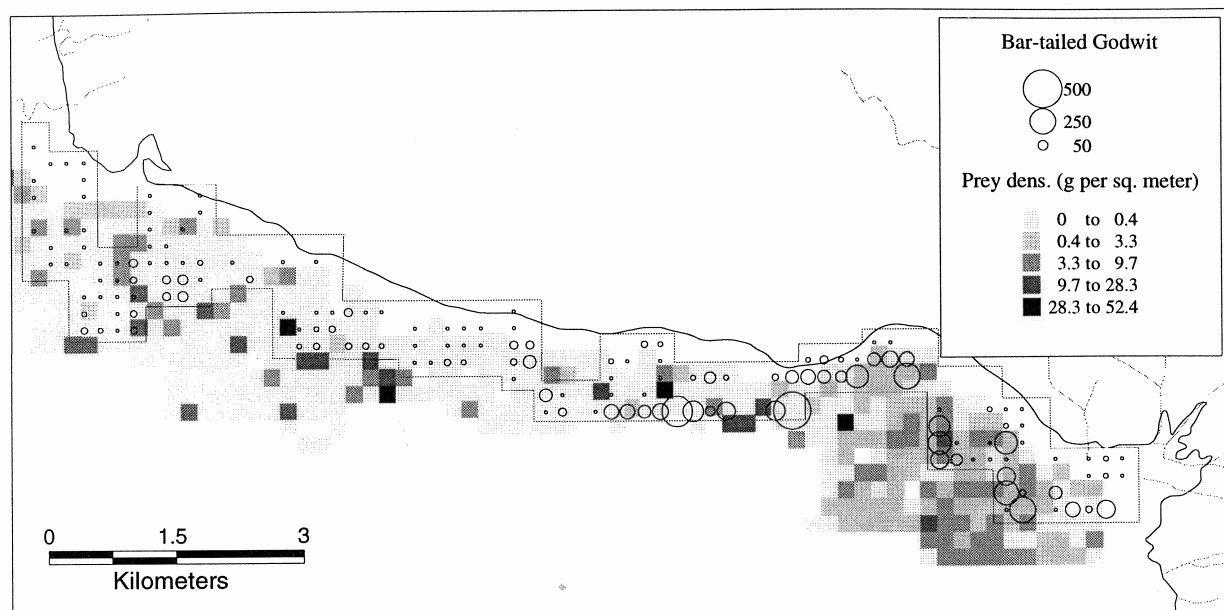 Bar-tailed Godwit
500
250
50
Prey dens. (g per sq. meter)
0 to 0.4
0.4 to 3.3
3.3 to 9.7
9.7 to 28.3
28.3 to 52.4
0 1.5 3
Kilometers